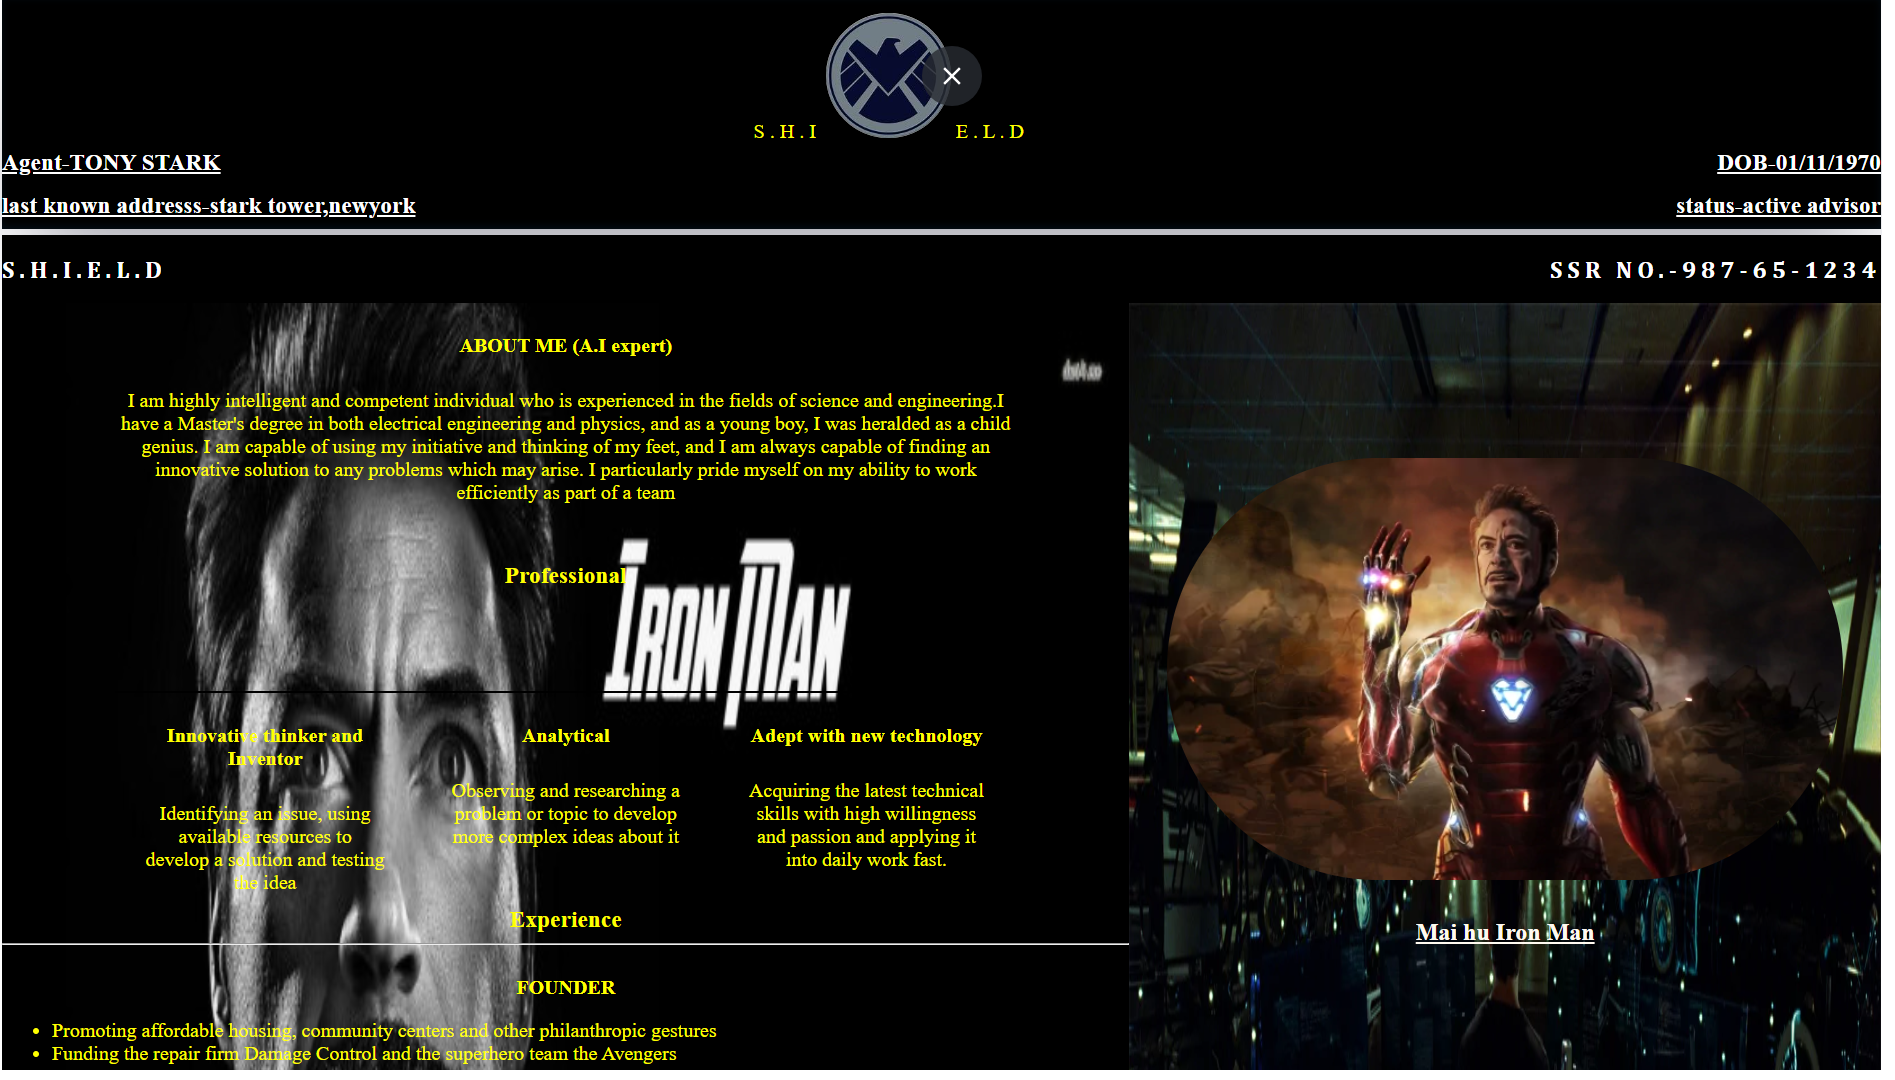 S.H.I E.L.D
Agent-TONY STARK
DOB-01/11/1970
last known addresss-stark tower,newyork
status-active advisor
S.H.I.E.L.D
SSR NO.-987-65-1234
ABOUT ME (A.I expert)
I am highly intelligent and competent individual who is experienced in the fields of science and engineering.I
have a Master's degree in both electrical engineering and physics, and as a young boy, I was heralded as a child
genius. I am capable of using my initiative and thinking of my feet, and I am always capable of finding an
innovative solution to any problems which may arise. I particularly pride myself on my ability to work
efficiently as part of a team
Professional
IRON MAN
Innovative thinker and
Inventor
Identifying an issue, using
available resources to
develop a solution and testing
the idea
Analytical
Observing and researching a
problem or topic to develop
more complex ideas about it
Adept with new technology
Acquiring the latest technical
skills with high willingness
and passion and applying it
into daily work fast.
Experience
FOUNDER
• Promoting affordable housing, community centers and other philanthropic gestures
• Funding the repair firm Damage Control and the superhero team the Avengers
Mai hu Iron Man